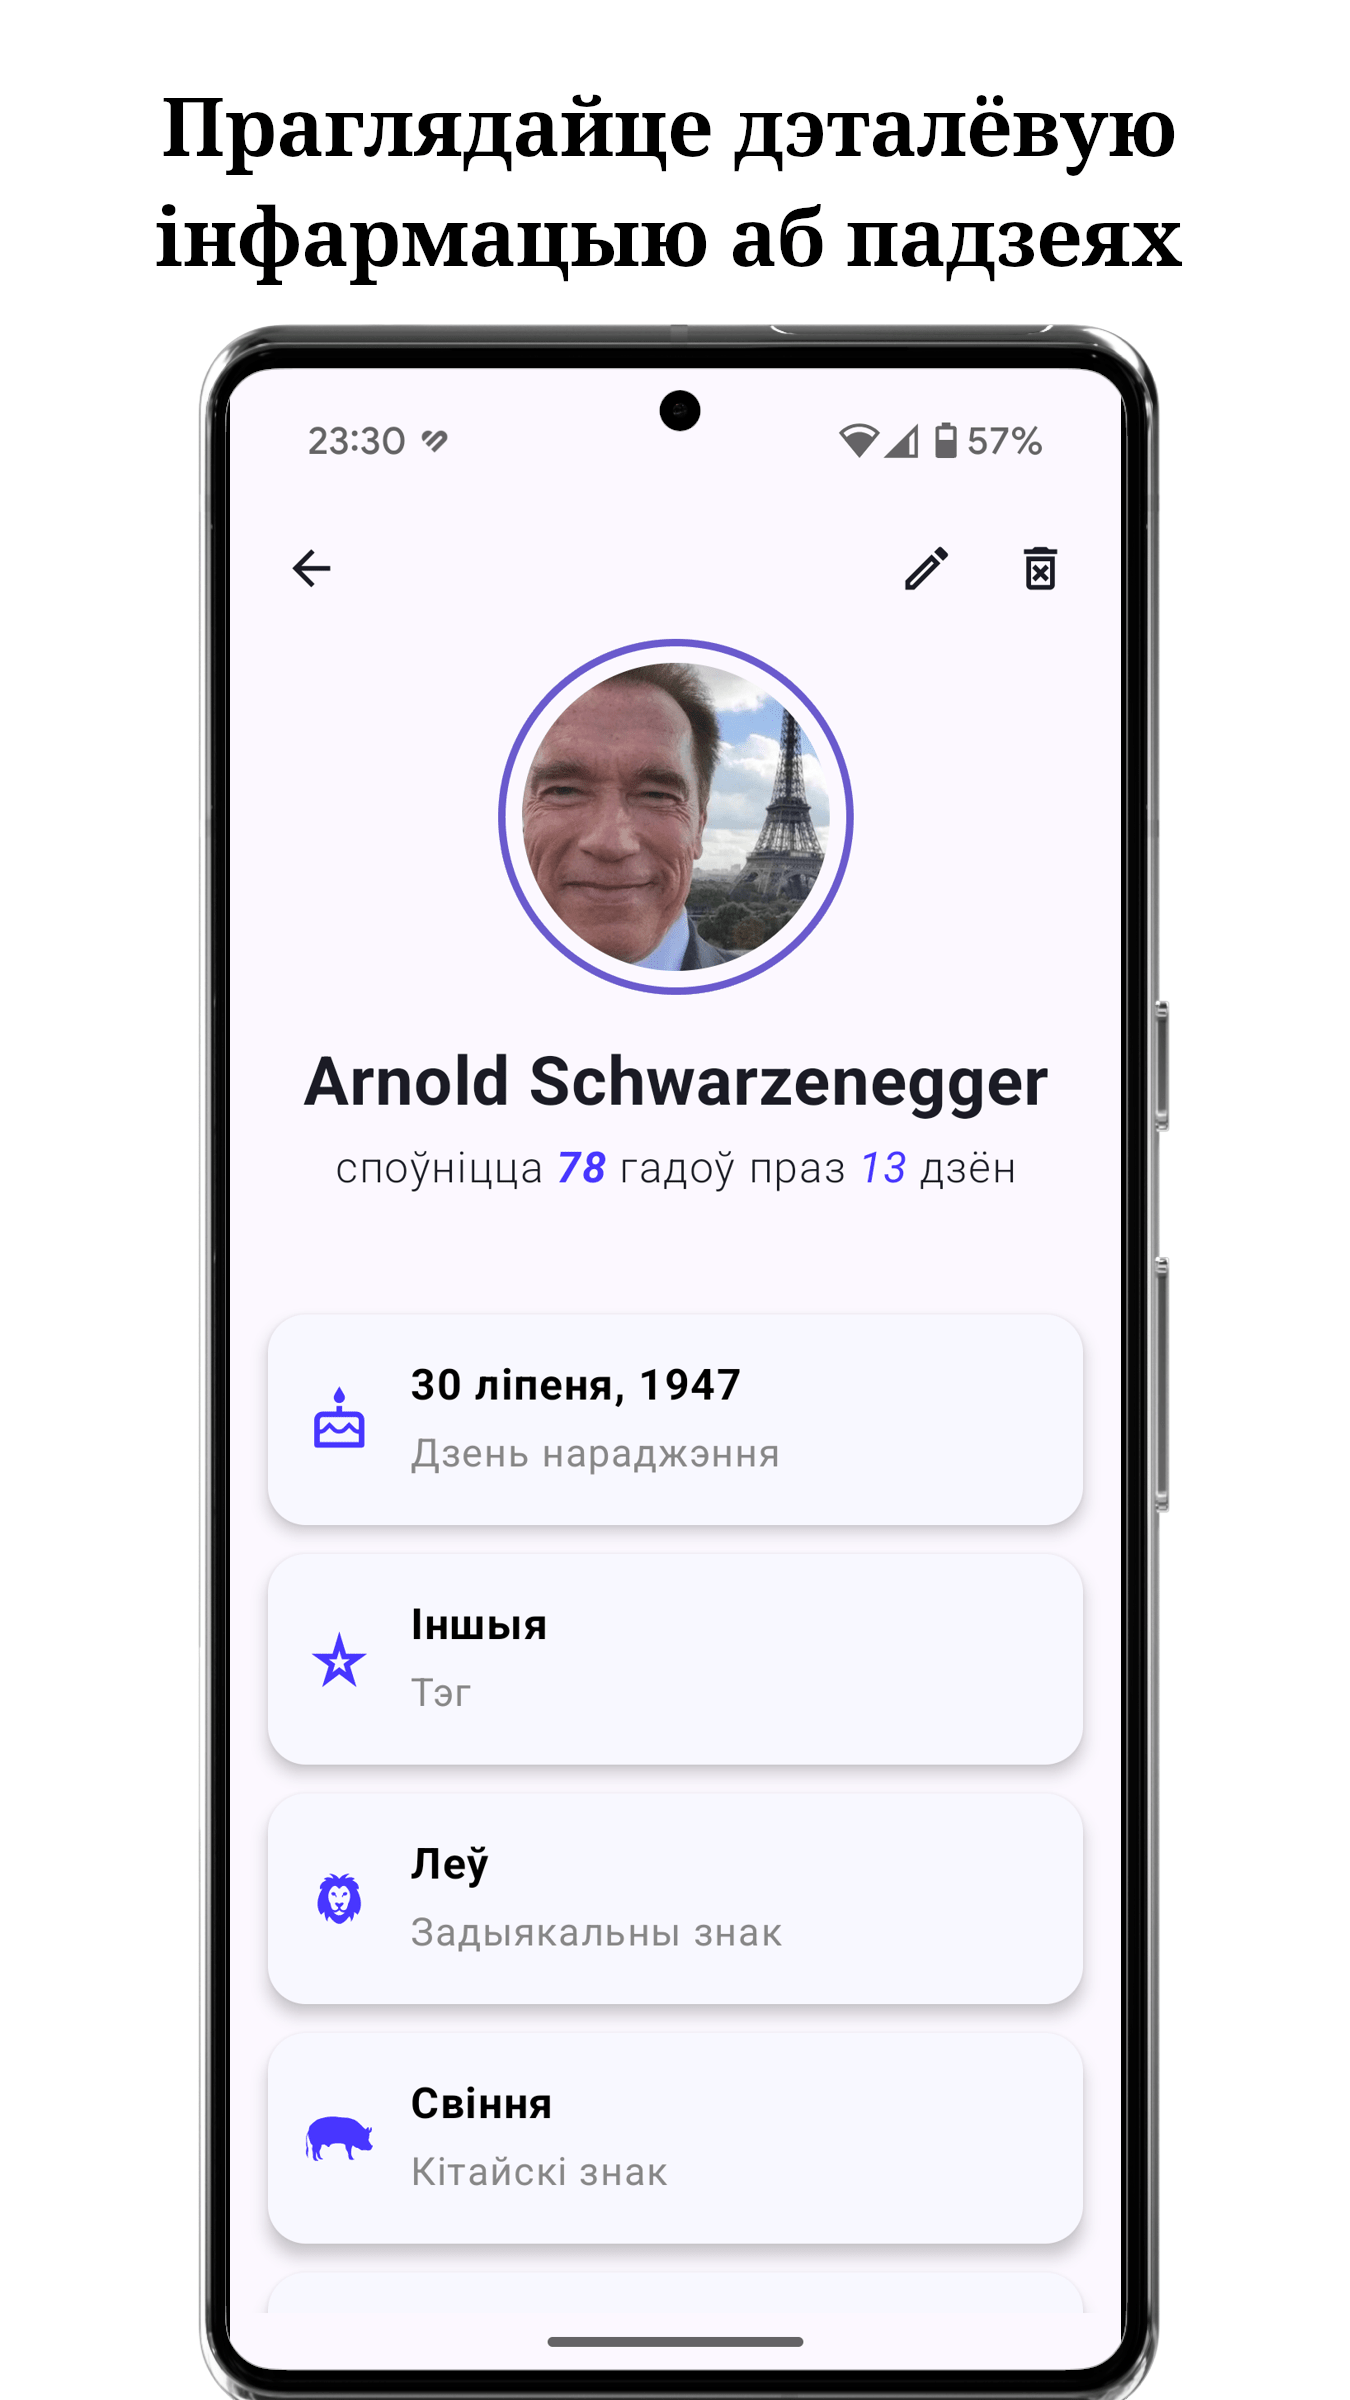 Праглядайце дэталёвую
інфармацыю аб падзеях
23:30
57%
Arnold Schwarzenegger
споўніцца 78 гадоў праз 13 дзён
30 ліпеня, 1947
Дзень нараджэння
Іншыя
Тэг
Леў
Задыякальны знак
Свіння
Кітайскі знак